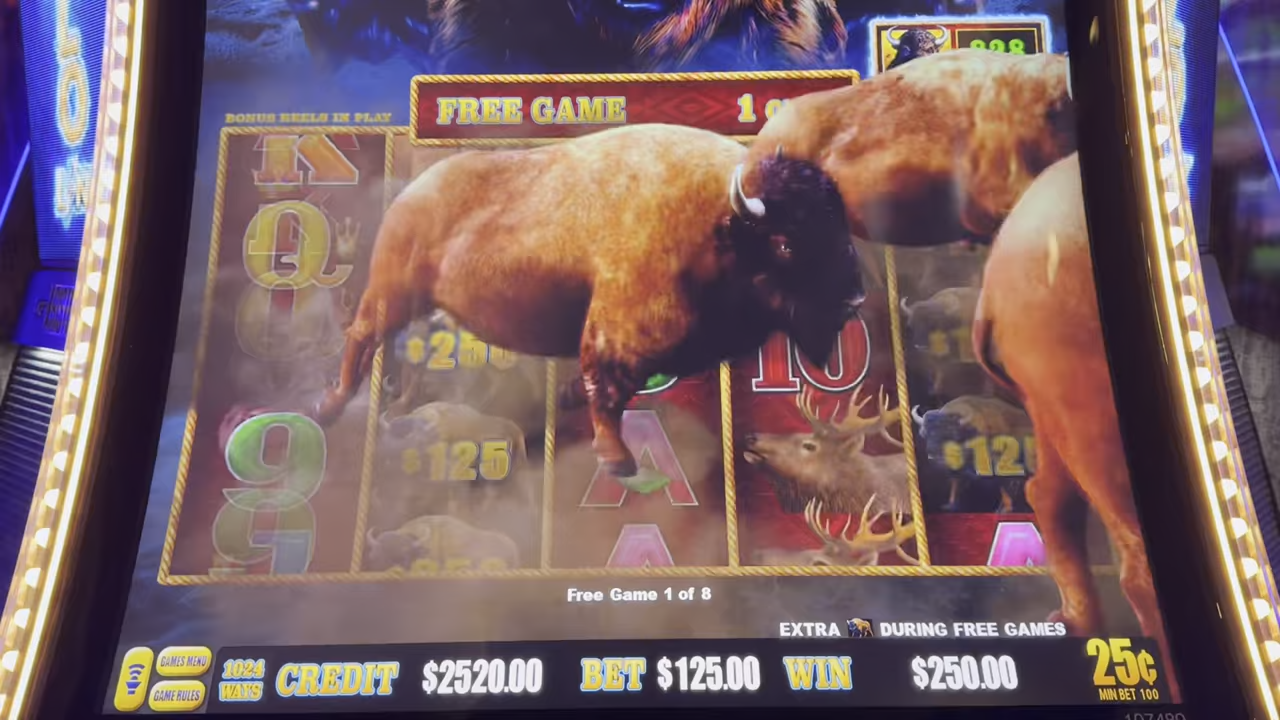 828
FREE GAME 1
BONUS REELS IN PLAY
K
Q
10
$250
9
$125
A
$125
A
Free Game 1 of 8
EXTRA DURING FREE GAMES
GAMES MENU
GAME RULES
1024 WAYS
CREDIT $2520.00 BET $125.00 WIN $250.00
25¢
MIN BET 100